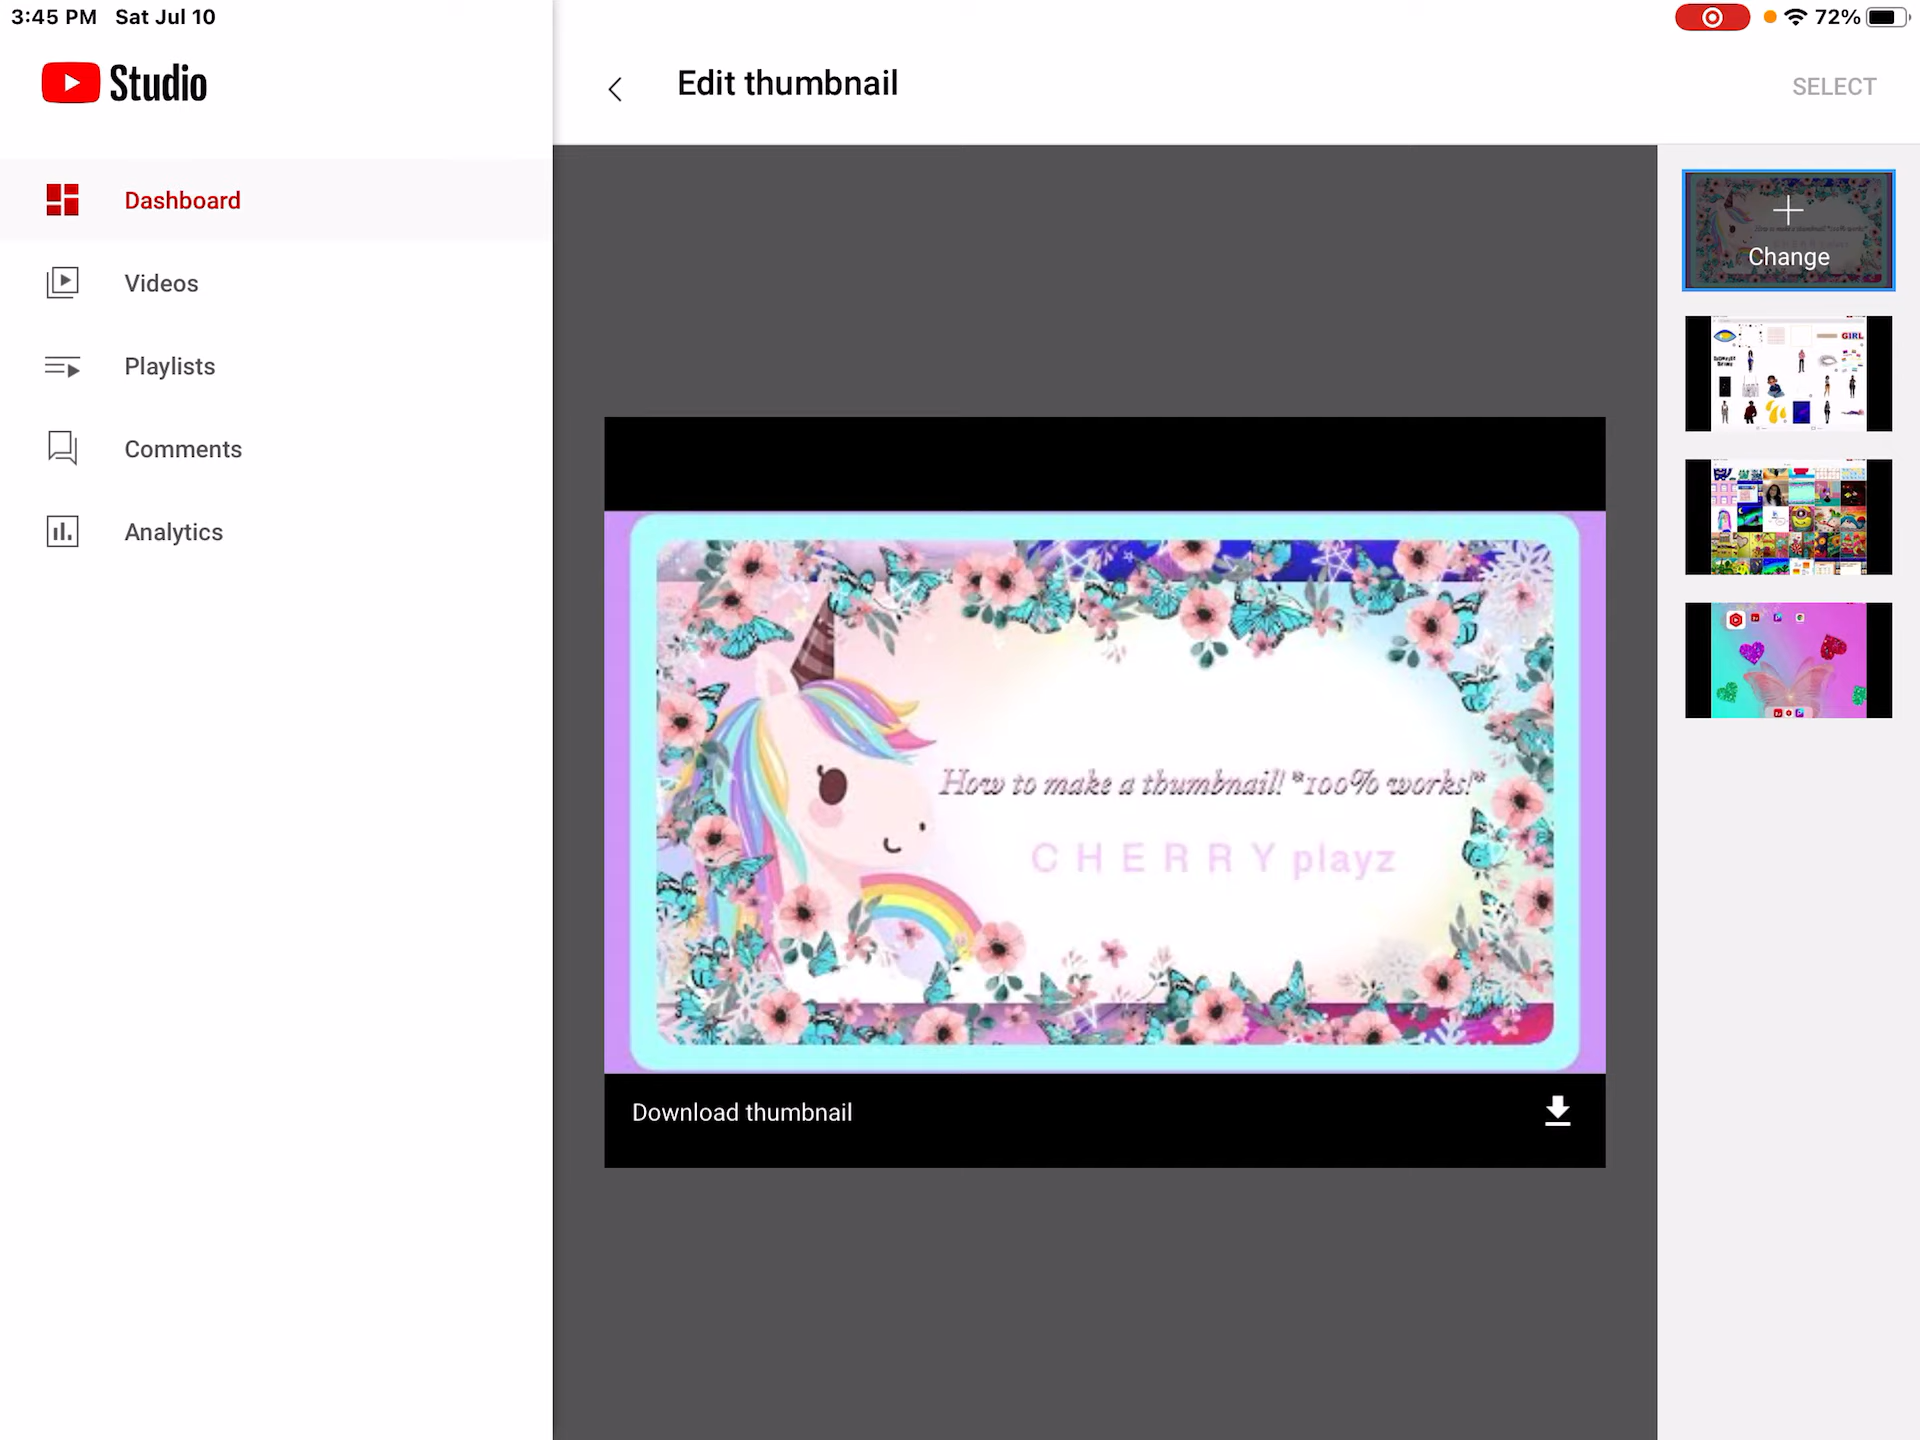 3:45 PM Sat Jul 10
72%
Studio
Edit thumbnail
SELECT
Dashboard
Videos
Playlists
Comments
Analytics
Change
GIRL
How to make a thumbnail! *100% works!*
CHERRY playz
Download thumbnail